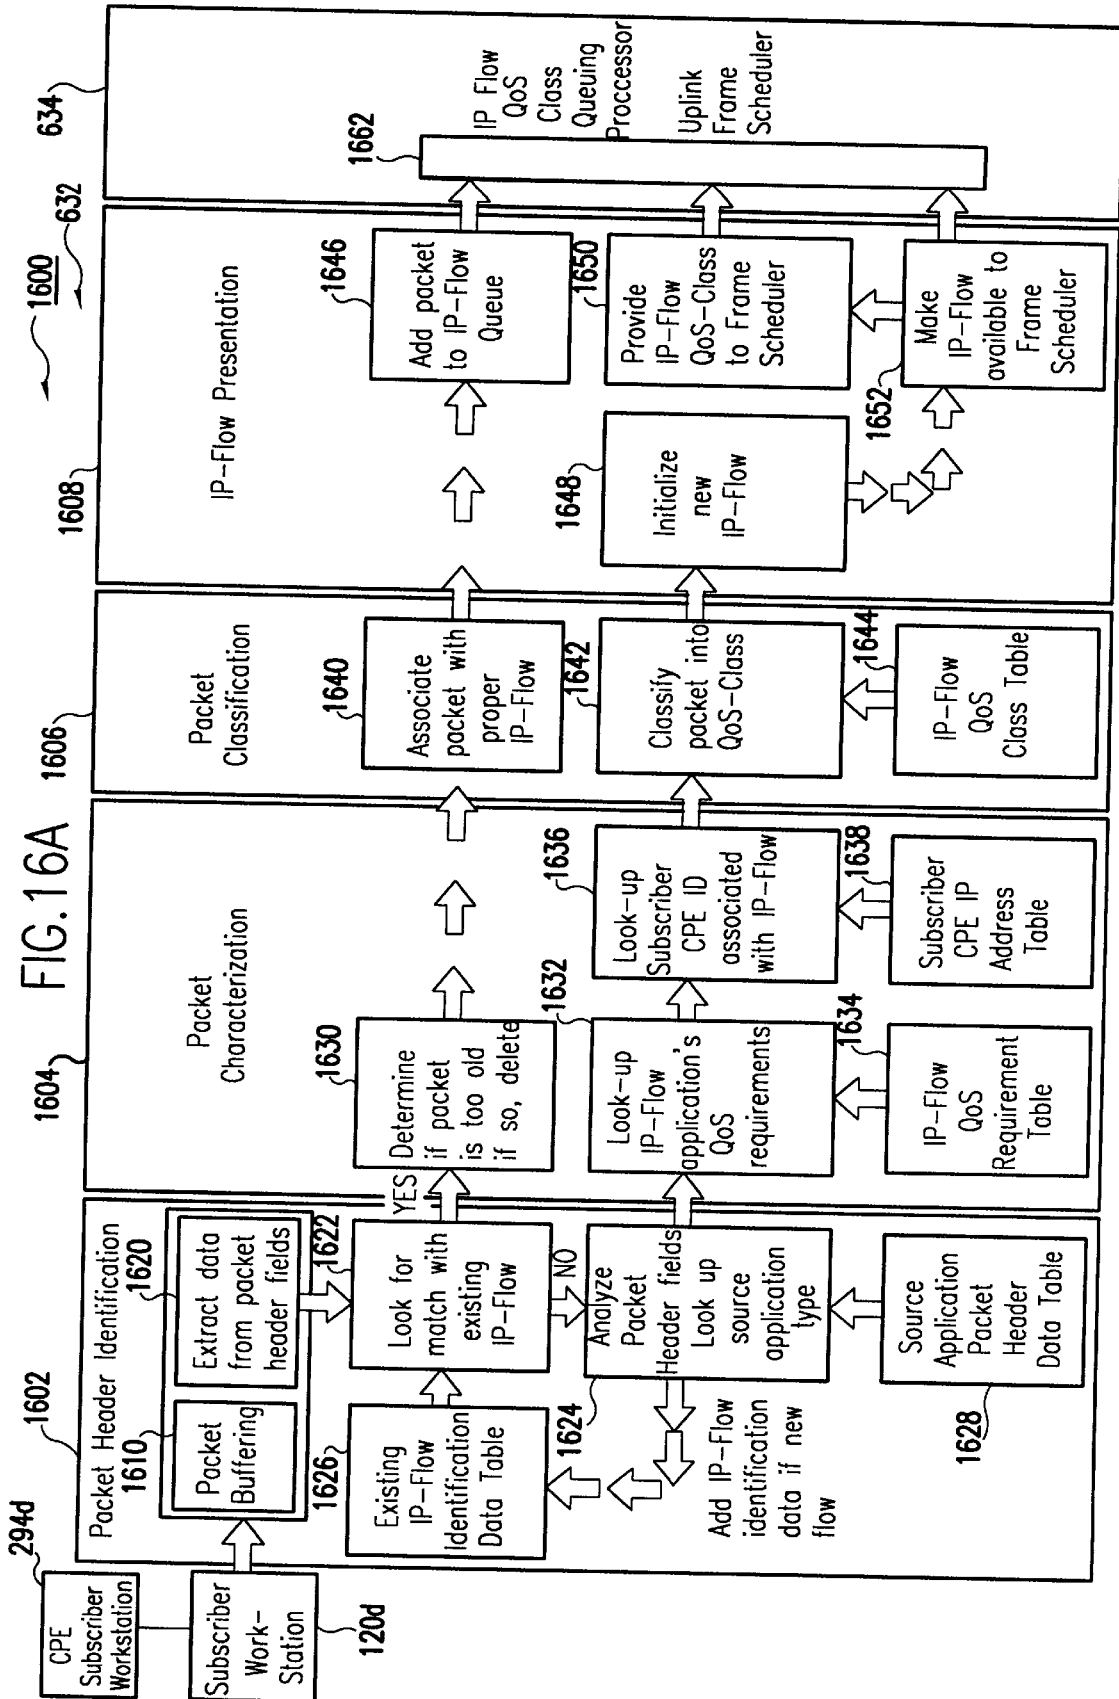 FIG.16A
1600
632
634
294d
CPE
Subscriber
Workstation
Subscriber
Work-
Station
120d
1602
Packet Header Identification
1610
Packet
Buffering
1620
Extract data
from packet
header fields
1622
Look for
match with
existing
IP-Flow
YES
NO
1626
Existing
IP-Flow
Identification
Data Table
1624
Analyze
Packet
Header fields
Look up
source
application
type
Add IP-Flow
identification
data if new
flow
Source
Application
Packet
Header
Data Table
1628
1604
Packet
Characterization
1630
Determine
if packet
is too old
if so, delete
1632
Look-up
IP-Flow
application's
QoS
requirements
1634
IP-Flow
QoS
Requirement
Table
1636
Look-up
Subscriber
CPE ID
associated
with IP-Flow
1638
Subscriber
CPE IP
Address
Table
1606
Packet
Classification
1640
Associate
packet with
proper
IP-Flow
1642
Classify
packet into
QoS-Class
1644
IP-Flow
QoS
Class Table
1608
IP-Flow Presentation
1646
Add packet
to IP-Flow
Queue
1648
Initialize
new
IP-Flow
1650
Provide
IP-Flow
QoS-Class
to Frame
Scheduler
1652
Make
IP-Flow
available to
Frame
Scheduler
1662
IP Flow
QoS
Class
Queuing
Proccessor
Uplink
Frame
Scheduler